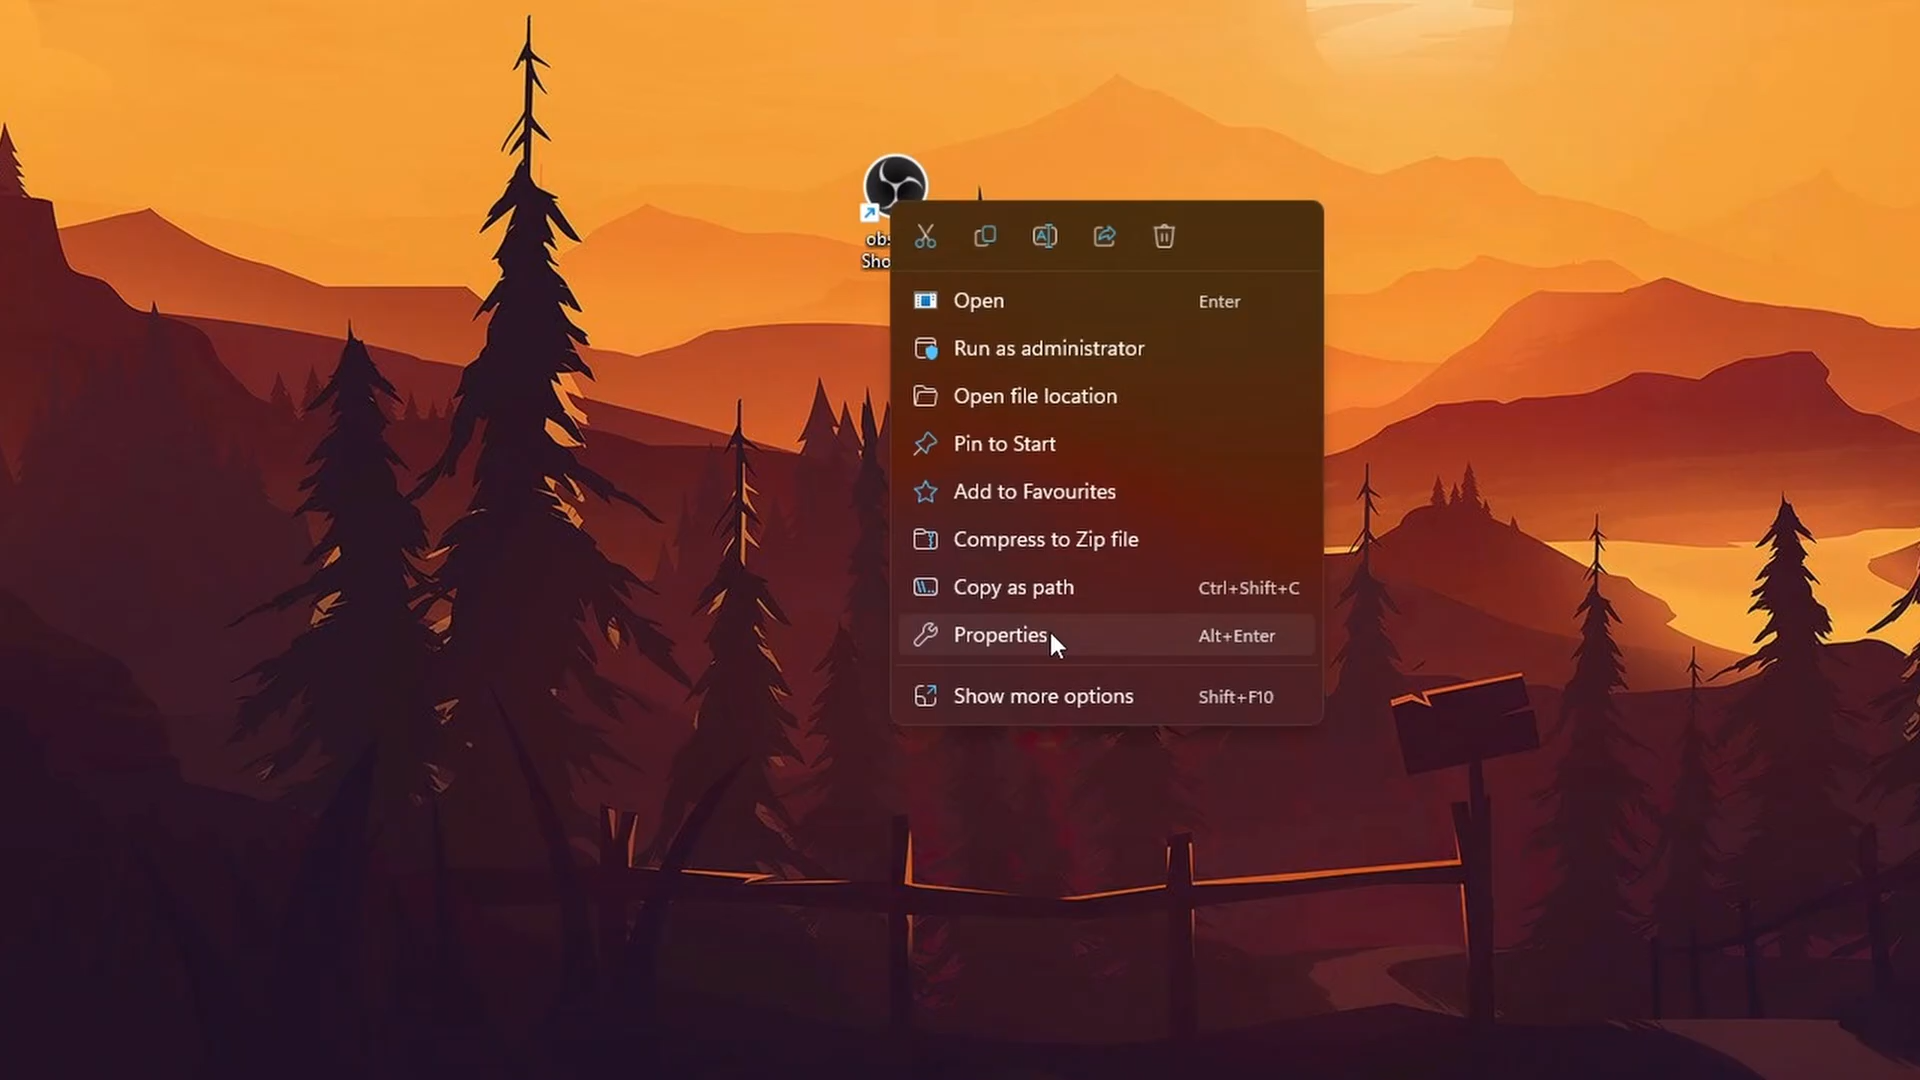 Open Enter
Run as administrator
Open file location
Pin to Start
Add to Favourites
Compress to Zip file
Copy as path Ctrl+Shift+C
Properties Alt+Enter
Show more options Shift+F10